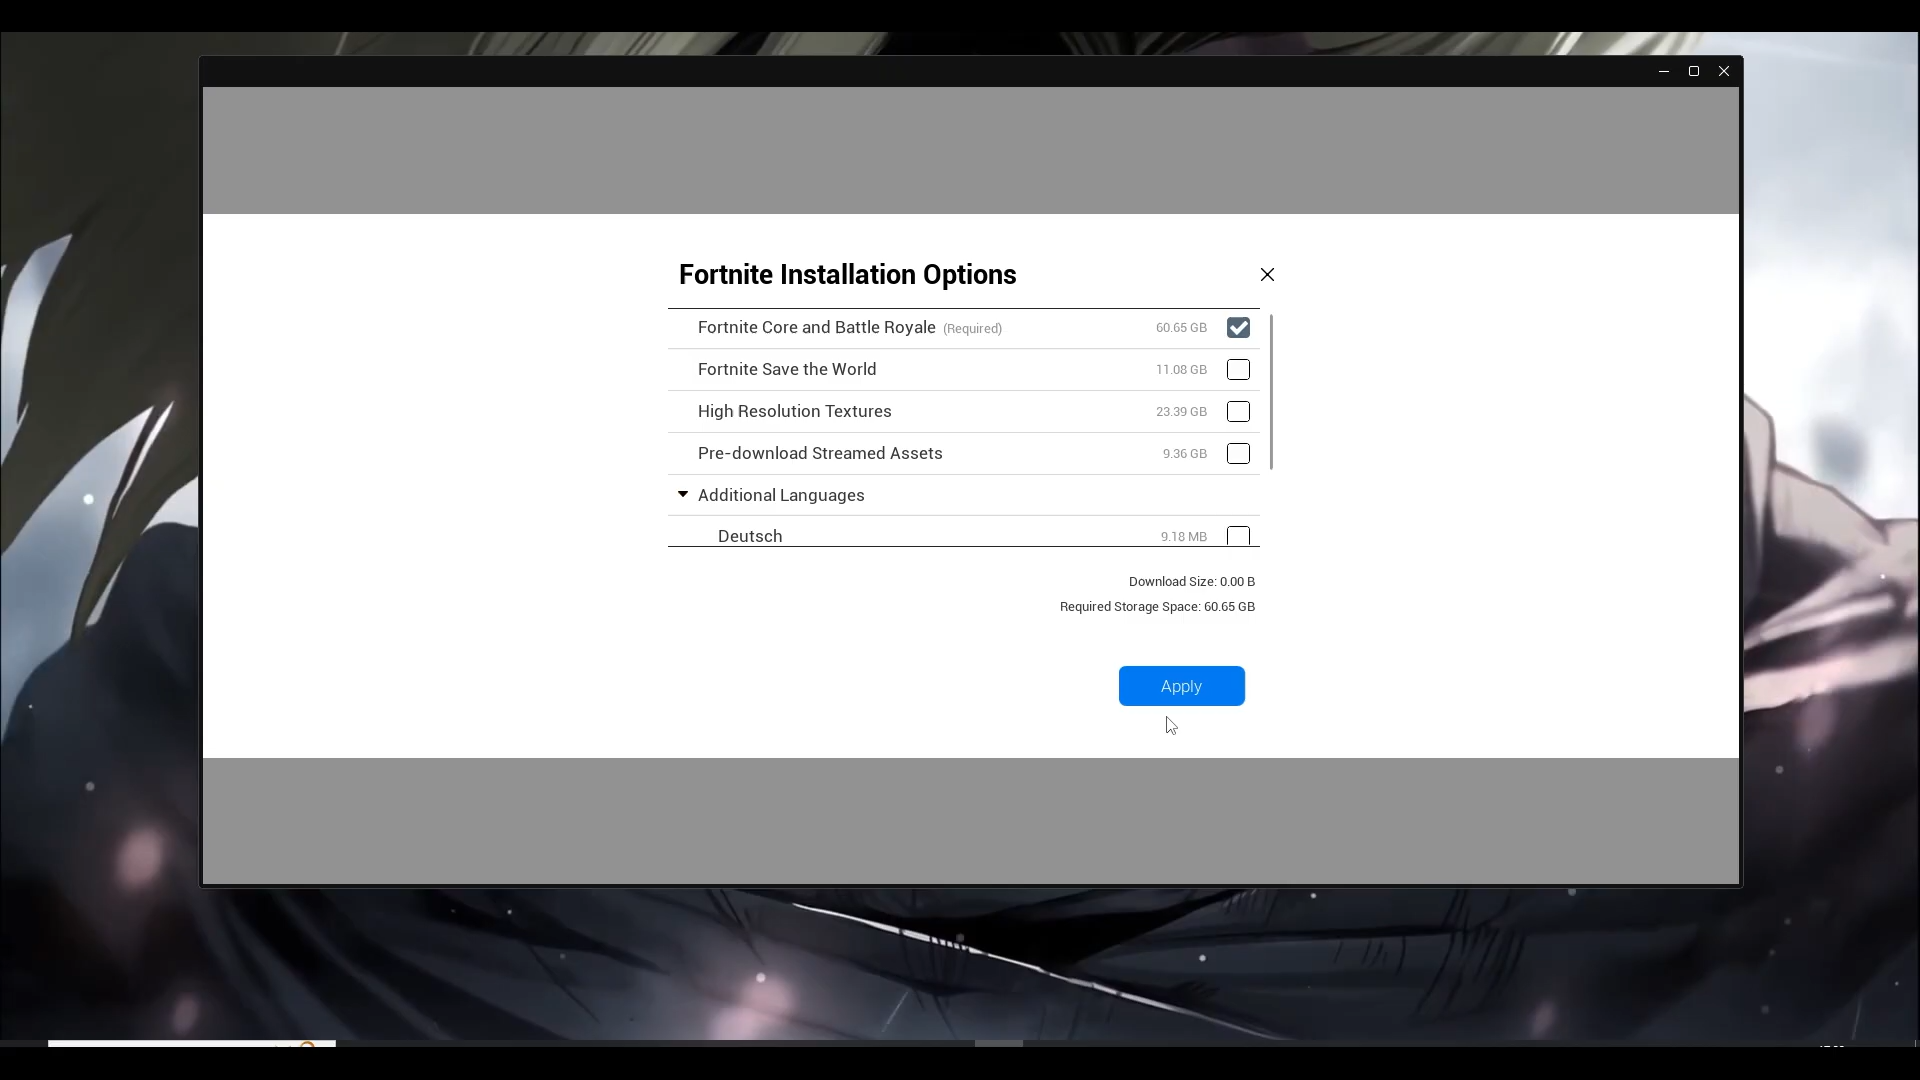 Fortnite Installation Options
Fortnite Core and Battle Royale (Required) 60.65 GB
Fortnite Save the World 11.08 GB
High Resolution Textures 23.39 GB
Pre-download Streamed Assets 9.36 GB
Additional Languages
Deutsch 9.18 MB
Download Size: 0.00 B
Required Storage Space: 60.65 GB
Apply